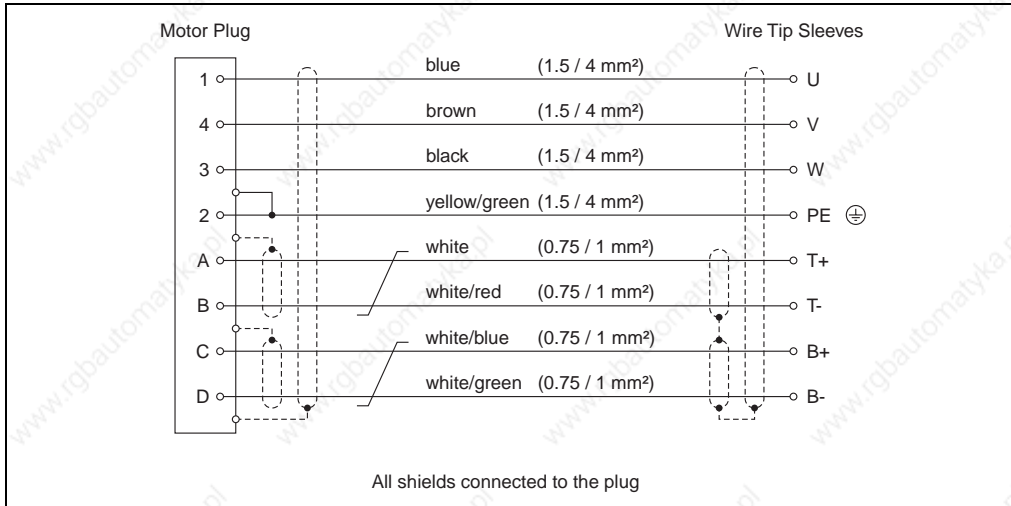 Motor Plug Wire Tip Sleeves
1 blue (1.5 / 4 mm²) U
4 brown (1.5 / 4 mm²) V
3 black (1.5 / 4 mm²) W
2 yellow/green (1.5 / 4 mm²) PE
A white (0.75 / 1 mm²) T+
B white/red (0.75 / 1 mm²) T-
C white/blue (0.75 / 1 mm²) B+
D white/green (0.75 / 1 mm²) B-
All shields connected to the plug
www.rgbautomatyka.pl